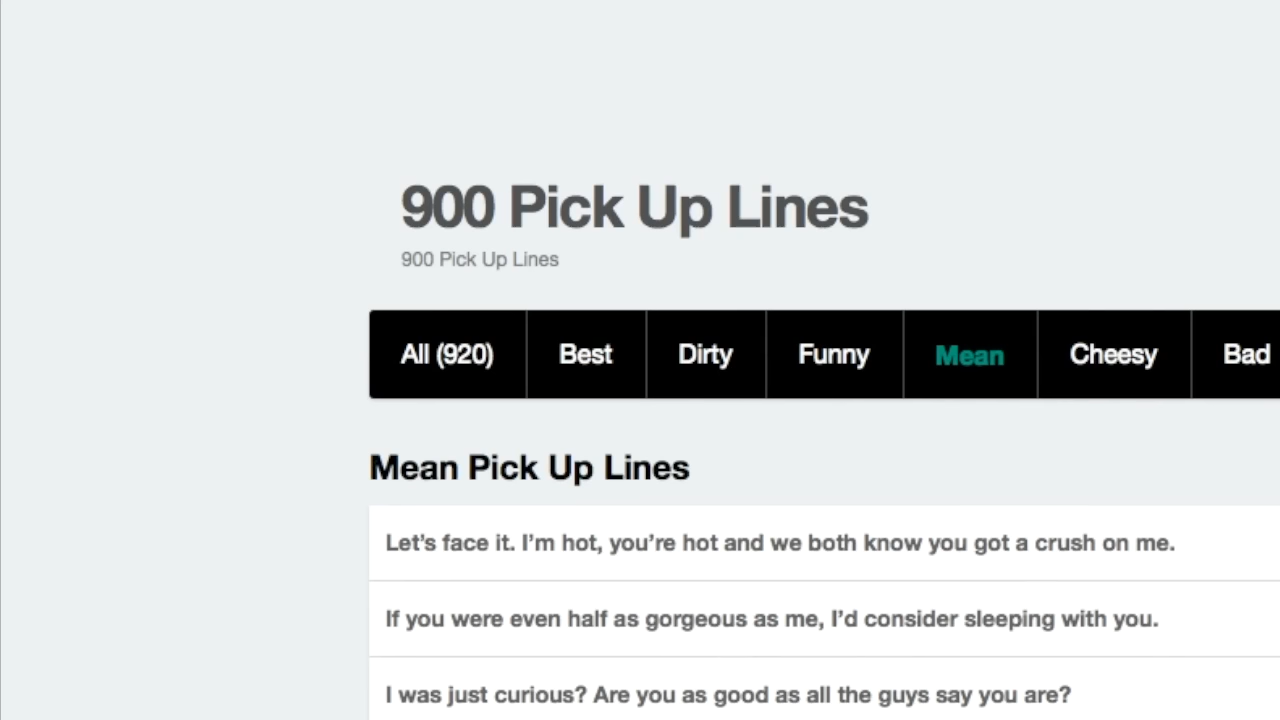 900 Pick Up Lines
900 Pick Up Lines
All (920) Best Dirty Funny Mean Cheesy Bad
Mean Pick Up Lines
Let’s face it. I’m hot, you’re hot and we both know you got a crush on me.
If you were even half as gorgeous as me, I’d consider sleeping with you.
I was just curious? Are you as good as all the guys say you are?